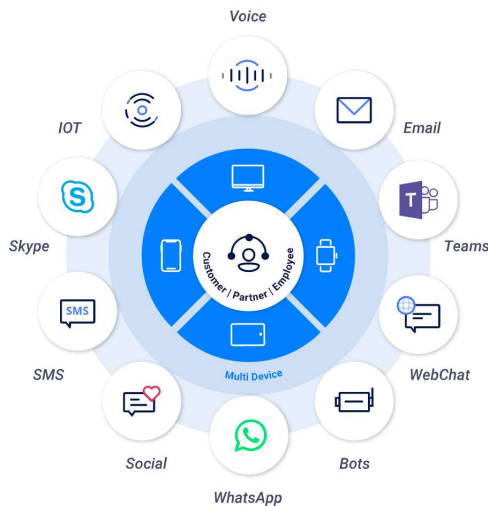 Voice
IOT
Email
Skype
T
Teams
Customer | Partner | Employee
SMS
SMS
WebChat
Multi Device
Social
Bots
WhatsApp